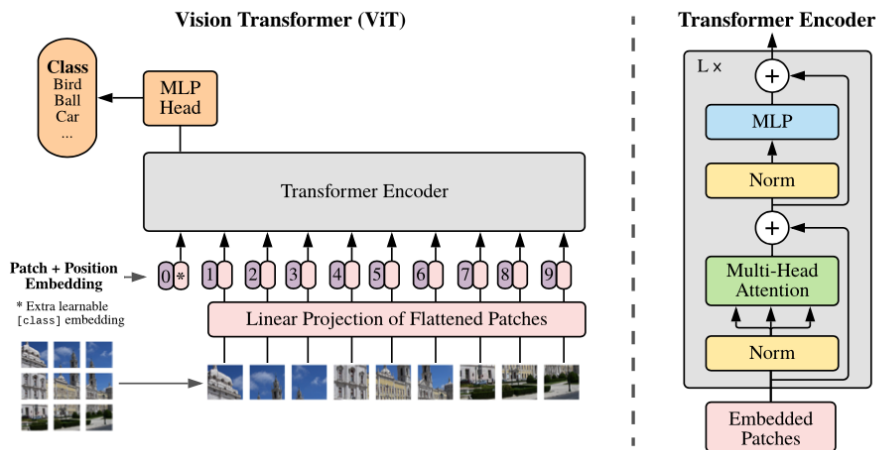 Vision Transformer (ViT)
Class
Bird
Ball
Car
...
MLP
Head
Transformer Encoder
Patch + Position
Embedding
* Extra learnable
[class] embedding
0 * 1 2 3 4 5 6 7 8 9
Linear Projection of Flattened Patches
Transformer Encoder
L ×
+
MLP
Norm
+
Multi-Head
Attention
Norm
Embedded
Patches